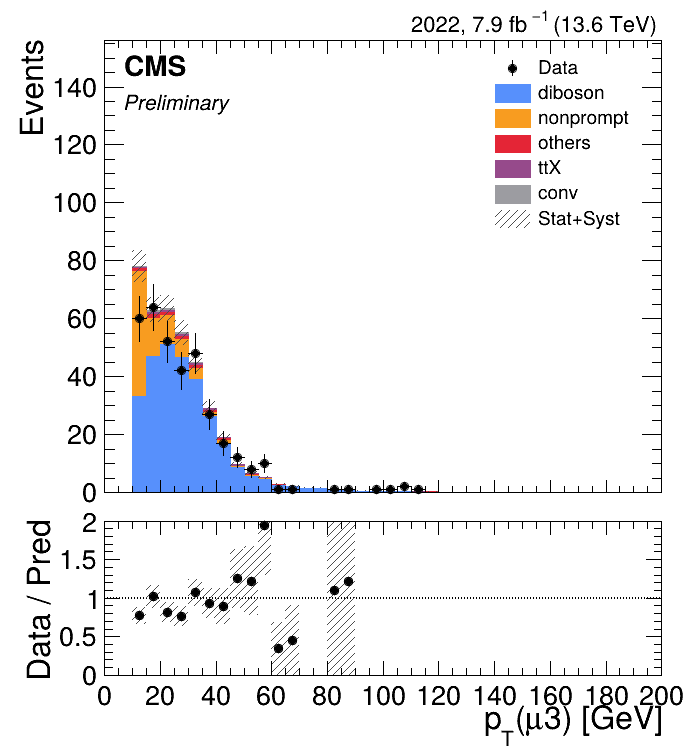 2022, 7.9 fb⁻¹ (13.6 TeV)
Events
CMS
Preliminary
Data
diboson
nonprompt
others
ttX
conv
Stat+Syst
140
120
100
80
60
40
20
0
Data / Pred
2
1.5
1
0.5
0
0 20 40 60 80 100 120 140 160 180 200
p_T(μ3) [GeV]